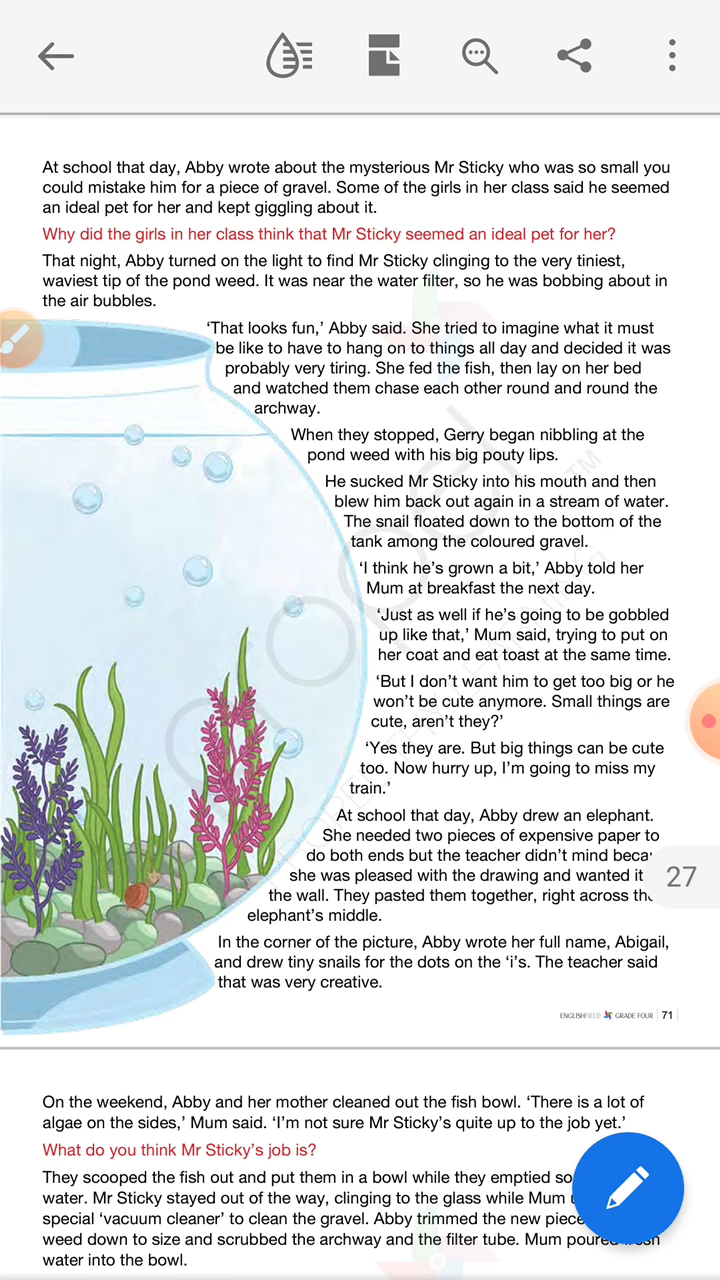 At school that day, Abby wrote about the mysterious Mr Sticky who was so small you
could mistake him for a piece of gravel. Some of the girls in her class said he seemed
an ideal pet for her and kept giggling about it.
Why did the girls in her class think that Mr Sticky seemed an ideal pet for her?
That night, Abby turned on the light to find Mr Sticky clinging to the very tiniest,
waviest tip of the pond weed. It was near the water filter, so he was bobbing about in
the air bubbles.
‘That looks fun,’ Abby said. She tried to imagine what it must
be like to have to hang on to things all day and decided it was
probably very tiring. She fed the fish, then lay on her bed
and watched them chase each other round and round the
archway.
When they stopped, Gerry began nibbling at the
pond weed with his big pouty lips.
He sucked Mr Sticky into his mouth and then
blew him back out again in a stream of water.
The snail floated down to the bottom of the
tank among the coloured gravel.
‘I think he’s grown a bit,’ Abby told her
Mum at breakfast the next day.
‘Just as well if he’s going to be gobbled
up like that,’ Mum said, trying to put on
her coat and eat toast at the same time.
‘But I don’t want him to get too big or he
won’t be cute anymore. Small things are
cute, aren’t they?’
‘Yes they are. But big things can be cute
too. Now hurry up, I’m going to miss my
train.’
At school that day, Abby drew an elephant.
She needed two pieces of expensive paper to
do both ends but the teacher didn’t mind
she was pleased with the drawing and wanted it
27
the wall. They pasted them together, right across
elephant’s middle.
In the corner of the picture, Abby wrote her full name, Abigail,
and drew tiny snails for the dots on the ‘i’s. The teacher said
that was very creative.
ENGLISHFIELD GRADE FOUR 71
On the weekend, Abby and her mother cleaned out the fish bowl. ‘There is a lot of
algae on the sides,’ Mum said. ‘I’m not sure Mr Sticky’s quite up to the job yet.’
What do you think Mr Sticky’s job is?
They scooped the fish out and put them in a bowl while they emptied
water. Mr Sticky stayed out of the way, clinging to the glass while Mum
special ‘vacuum cleaner’ to clean the gravel. Abby trimmed the new
weed down to size and scrubbed the archway and the filter tube. Mum poured
water into the bowl.